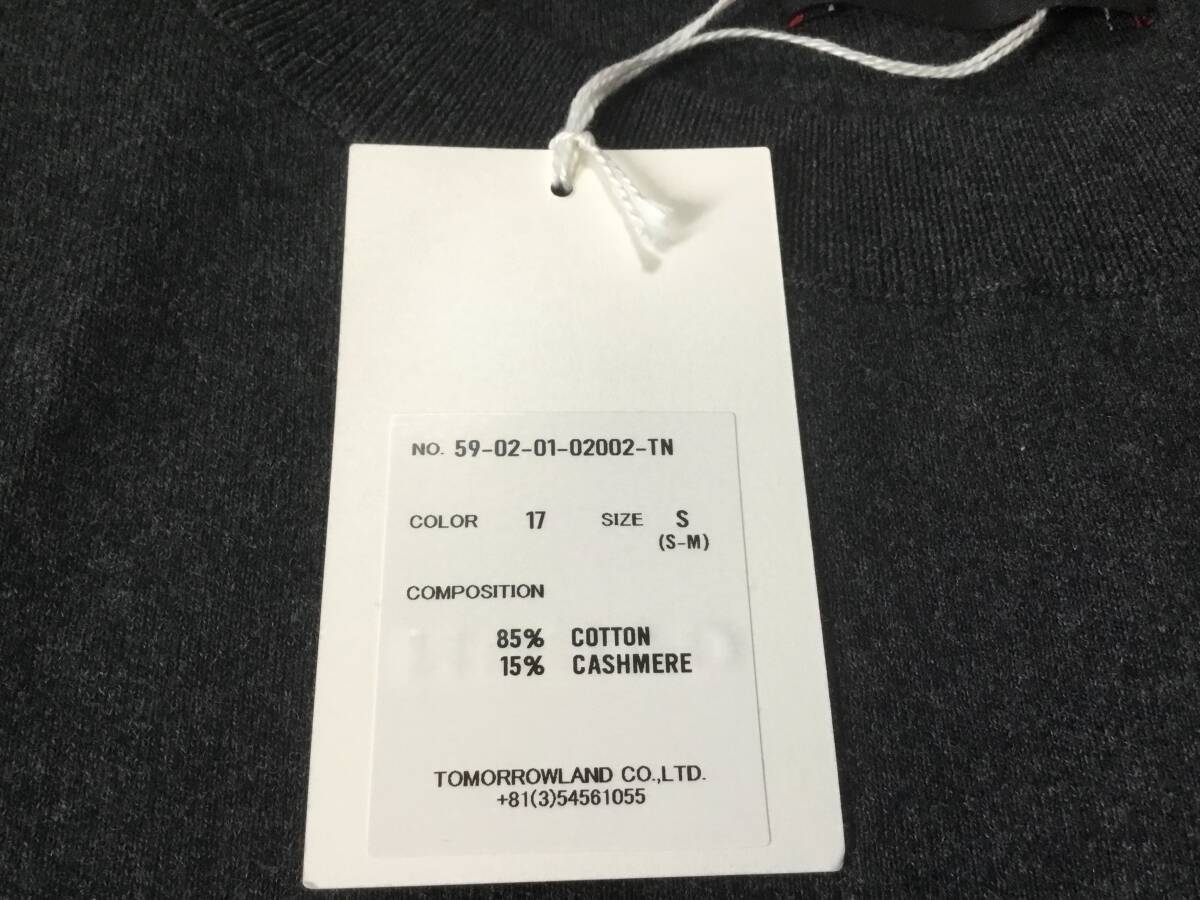 NO. 59-02-01-02002-TN
COLOR 17 SIZE S
(S-M)
COMPOSITION
85% COTTON
15% CASHMERE
TOMORROWLAND CO.,LTD.
+81(3)54561055